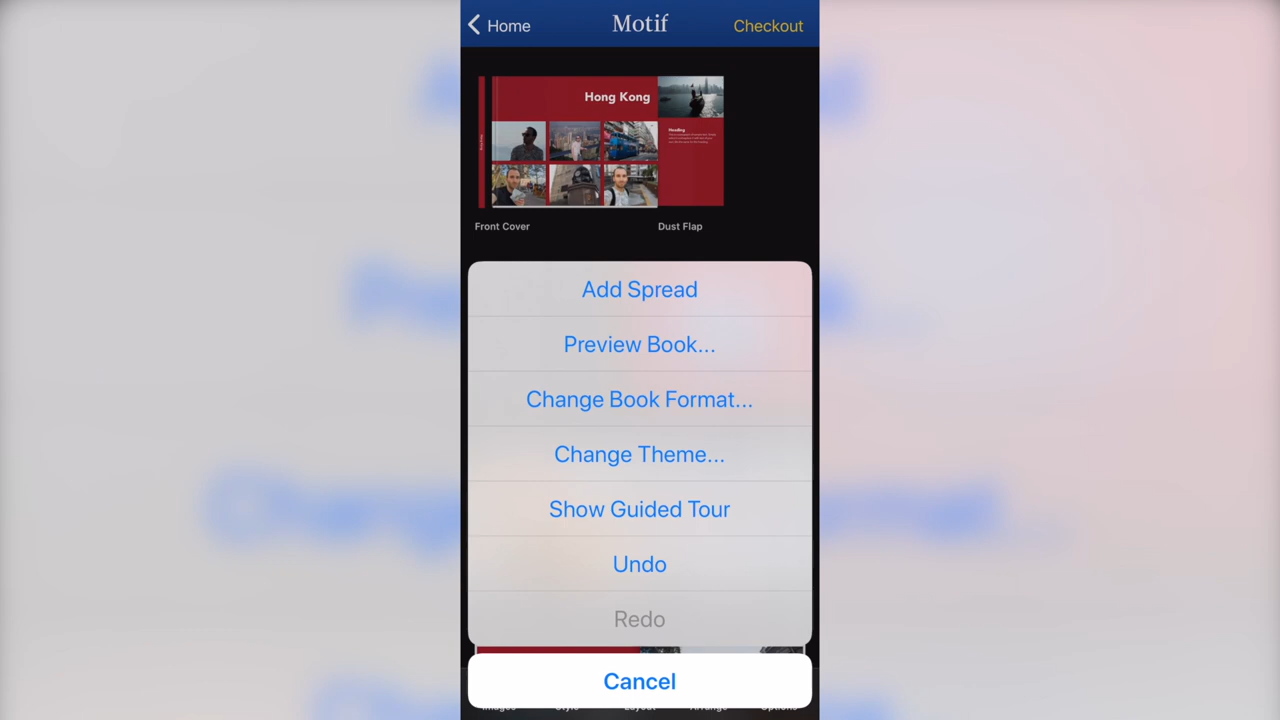 Home
Motif
Checkout
Hong Kong
Heading
Front Cover
Dust Flap
Add Spread
Preview Book...
Change Book Format...
Change Theme...
Show Guided Tour
Undo
Redo
Cancel